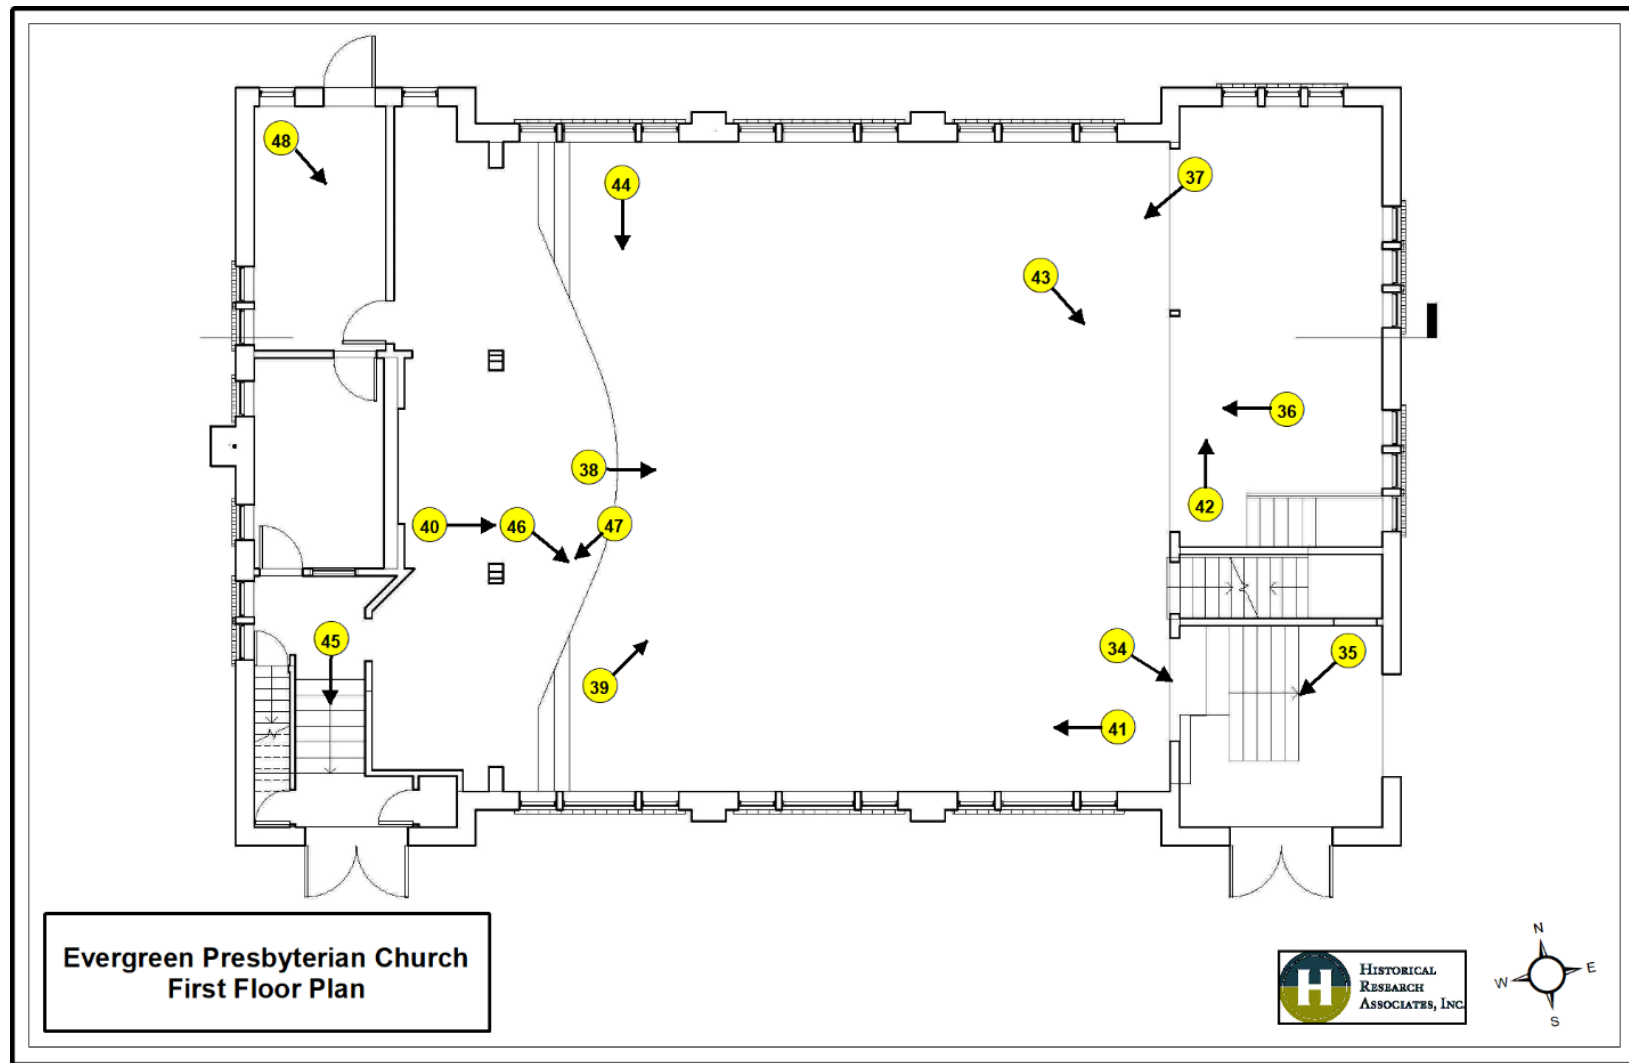 48
44
37
43
36
38
42
40
46
47
45
34
35
39
41
Evergreen Presbyterian Church
First Floor Plan
H
HISTORICAL
RESEARCH
ASSOCIATES, INC.
N
W
E
S